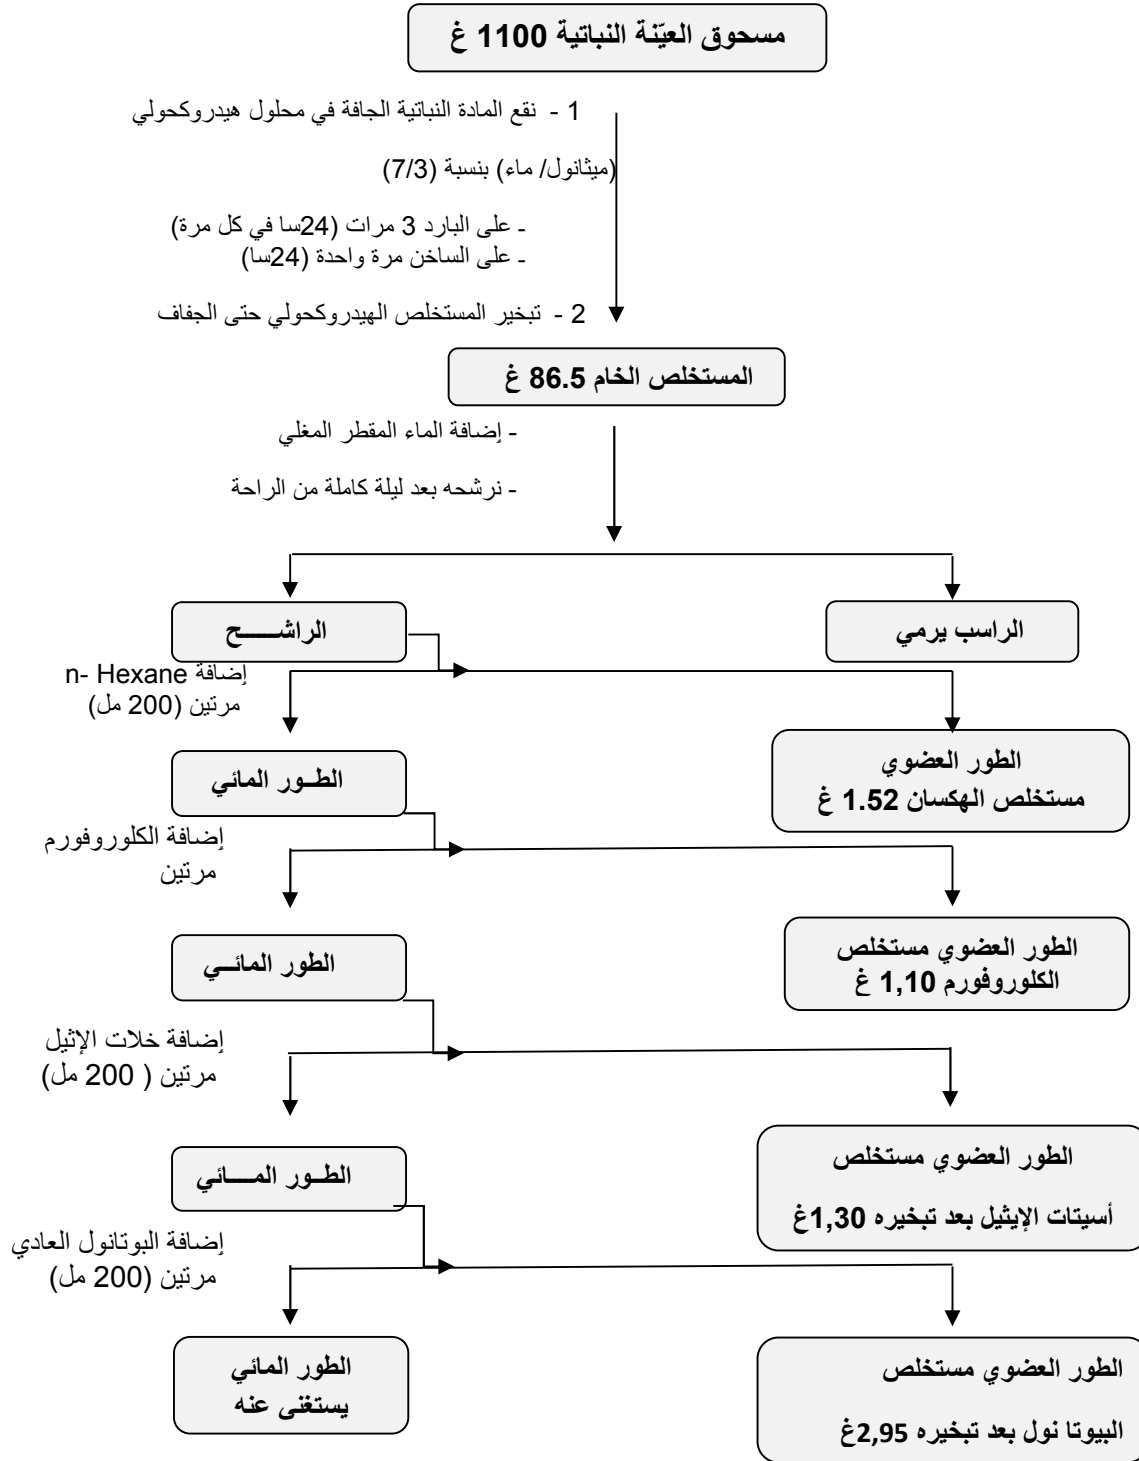 مسحوق العيّنة النباتية 1100 غ
1 - نقع المادة النباتية الجافة في محلول هيدروكحولي
(ميثانول/ ماء) بنسبة (7/3)
- على البارد 3 مرات (24سا في كل مرة)
- على الساخن مرة واحدة (24سا)
2 - تبخير المستخلص الهيدروكحولي حتى الجفاف
المستخلص الخام 86.5 غ
- إضافة الماء المقطر المغلي
- نرشحه بعد ليلة كاملة من الراحة
الراسب يرمي
الراشـــــح
إضافة n- Hexane
مرتين (200 مل)
الطور العضوي
مستخلص الهكسان 1.52 غ
الطــور المائي
إضافة الكلوروفورم
مرتين
الطور العضوي مستخلص
الكلوروفورم 1,10 غ
الطور المائــي
إضافة خلات الإثيل
مرتين ( 200 مل)
الطور العضوي مستخلص
أسيتات الإيثيل بعد تبخيره 1,30غ
الطــور المــــائي
إضافة البوتانول العادي
مرتين (200 مل)
الطور العضوي مستخلص
البيوتا نول بعد تبخيره 2,95غ
الطور المائي
يستغنى عنه